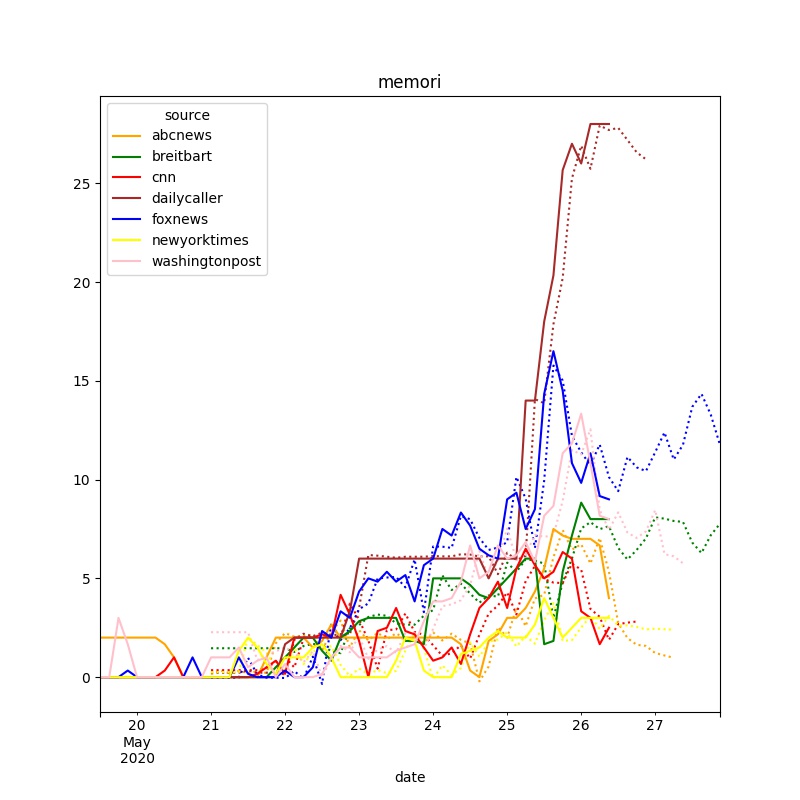 memori
source
abcnews
breitbart
cnn
dailycaller
foxnews
newyorktimes
washingtonpost
25
20
15
10
5
0
20 21 22 23 24 25 26 27
May
2020
date